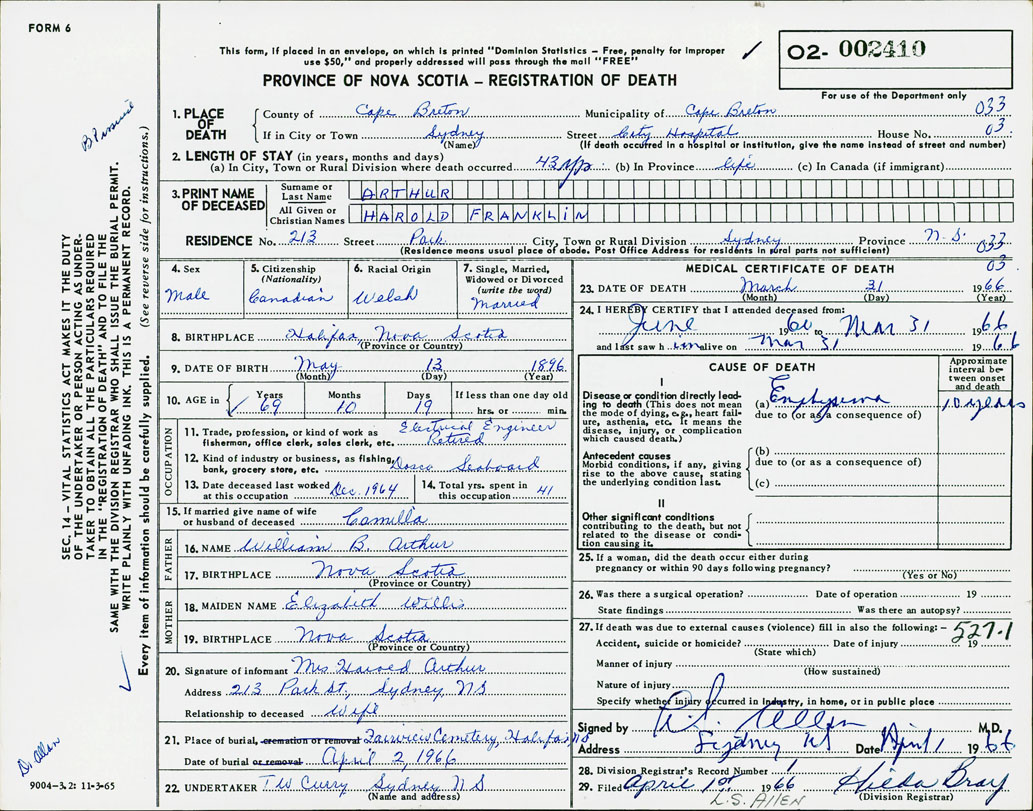 FORM 6
This form, if placed in an envelope, on which is printed "Dominion Statistics – Free, penalty for improper
use $50," and properly addressed will pass through the mail "FREE"
✓
O2- 002410
For use of the Department only
PROVINCE OF NOVA SCOTIA – REGISTRATION OF DEATH
1. PLACE OF DEATH
County of Cape Breton Municipality of Cape Breton 033
If in City or Town Sydney Street City Hospital House No. 03
(Name) (If death occurred in a hospital or institution, give the name instead of street and number)
2. LENGTH OF STAY (in years, months and days)
(a) In City, Town or Rural Division where death occurred 43 yrs (b) In Province life (c) In Canada (if immigrant)
3. PRINT NAME OF DECEASED
Surname or Last Name ARTHUR
All Given or Christian Names HAROLD FRANKLIN
RESIDENCE No. 213 Street Park City, Town or Rural Division Sydney Province N.S. 033
(Residence means usual place of abode. Post Office Address for residents in rural parts not sufficient)
03
4. Sex
Male
5. Citizenship
(Nationality)
Canadian
6. Racial Origin
Welsh
7. Single, Married,
Widowed or Divorced
(write the word)
Married
8. BIRTHPLACE Halifax Nova Scotia
(Province or Country)
9. DATE OF BIRTH May 13 1896
(Month) (Day) (Year)
10. AGE in
Years Months Days If less than one day old
✓ 69 10 19 hrs. or min.
OCCUPATION
11. Trade, profession, or kind of work as
fisherman, office clerk, sales clerk, etc.
Electrical Engineer
Retired
12. Kind of industry or business, as fishing,
bank, grocery store, etc. Dosco Seaboard
13. Date deceased last worked
at this occupation Dec. 1964
14. Total yrs. spent in
this occupation 41
15. If married give name of wife
or husband of deceased Camilla
FATHER
16. NAME William B. Arthur
17. BIRTHPLACE Nova Scotia
(Province or Country)
MOTHER
18. MAIDEN NAME Elizabeth Willis
19. BIRTHPLACE Nova Scotia
(Province or Country)
20. Signature of informant Mrs. Harold Arthur
Address 213 Park St., Sydney, NS
Relationship to deceased Wife
21. Place of burial, cremation or removal Fairview Cemetery, Halifax NS
Date of burial or removal April 2, 1966
22. UNDERTAKER T W Curry Sydney N S
(Name and address)
MEDICAL CERTIFICATE OF DEATH
23. DATE OF DEATH March 31 1966
(Month) (Day) (Year)
24. I HEREBY CERTIFY that I attended deceased from:
June 1960 to Mar 31 1966
and last saw h im alive on Mar 31 1966
CAUSE OF DEATH
Approximate
interval be-
tween onset
and death
I
Disease or condition directly lead-
ing to death (This does not mean
the mode of dying, e.g., heart fail-
ure, asthenia, etc. It means the
disease, injury, or complication
which caused death.)
(a) Emphysema 10 years
due to (or as a consequence of)
Antecedent causes
Morbid conditions, if any, giving
rise to the above cause, stating
the underlying condition last.
(b)
due to (or as a consequence of)
(c)
II
Other significant conditions
contributing to the death, but not
related to the disease or condi-
tion causing it.
25. If a woman, did the death occur either during
pregnancy or within 90 days following pregnancy?
(Yes or No)
26. Was there a surgical operation? Date of operation 19
State findings Was there an autopsy?
27. If death was due to external causes (violence) fill in also the following: – 527-1
Accident, suicide or homicide? Date of injury 19
(State which)
Manner of injury
(How sustained)
Nature of injury
Specify whether injury occurred in Industry, in home, or in public place
Signed by Allen M.D.
Address Sydney NS Date April 1 1966
28. Division Registrar's Record Number 1
29. Filed April 1st 1966 Hilda Bray
(Division Registrar)
L.S. ALLEN
SEC. 14 – VITAL STATISTICS ACT MAKES IT THE DUTY
OF THE UNDERTAKER OR PERSON ACTING AS UNDER-
TAKER TO OBTAIN ALL THE PARTICULARS REQUIRED
IN THE "REGISTRATION OF DEATH" AND TO FILE THE
SAME WITH THE DIVISION REGISTRAR WHO SHALL ISSUE THE BURIAL PERMIT.
WRITE PLAINLY WITH UNFADING INK. THIS IS A PERMANENT RECORD.
✓ Every item of information should be carefully supplied. (See reverse side for instructions.)
Dr Allen
9004-3.2: 11-3-65